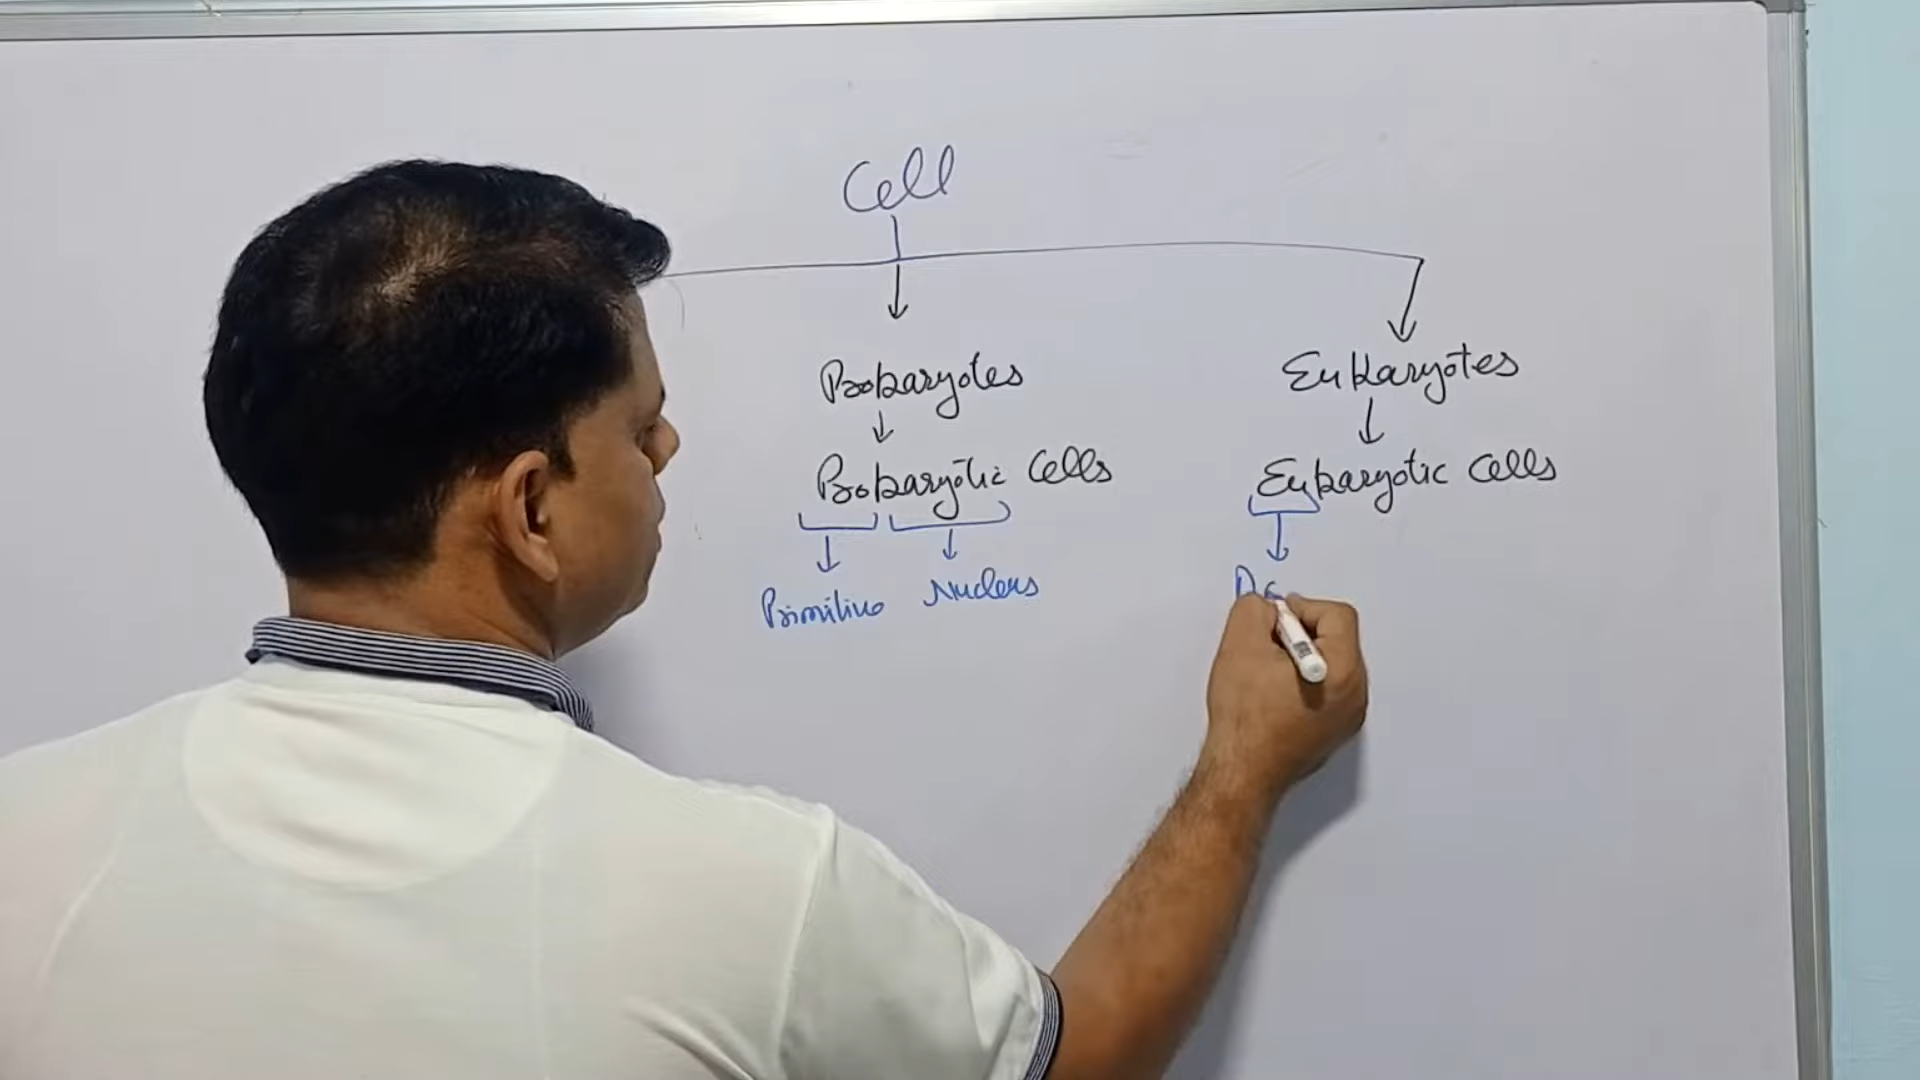 Cell
Prokaryotes Eukaryotes
Prokaryotic Cells Eukaryotic Cells
Primitive Nucleus